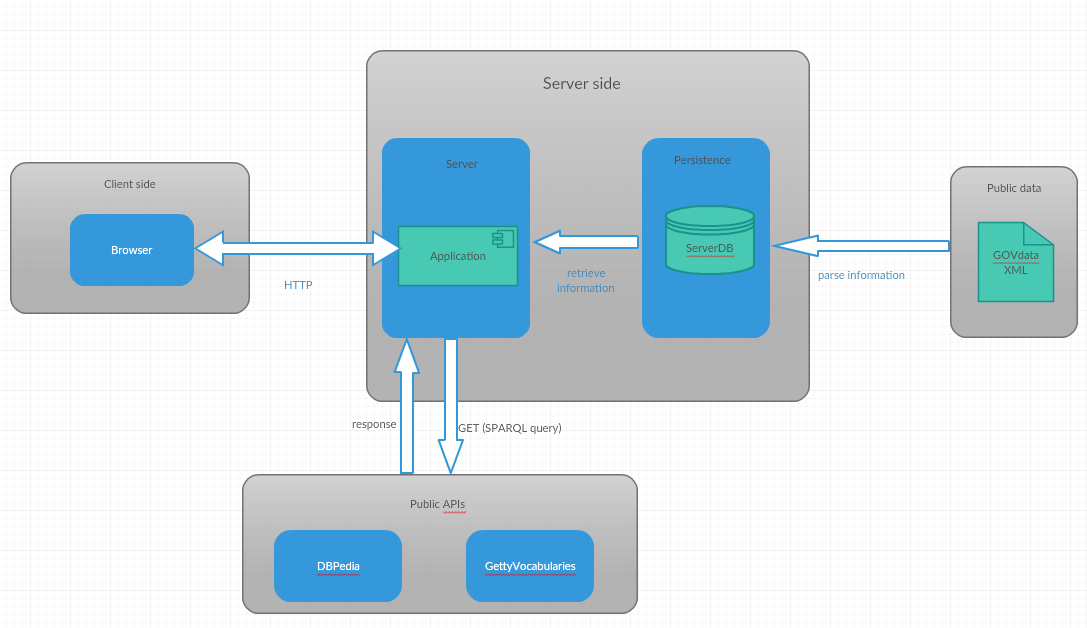 Server side
Server
Persistence
Client side
Public data
Browser
Application
ServerDB
GOVdata
XML
HTTP
retrieve
information
parse information
response
GET (SPARQL query)
Public APIs
DBPedia
GettyVocabularies